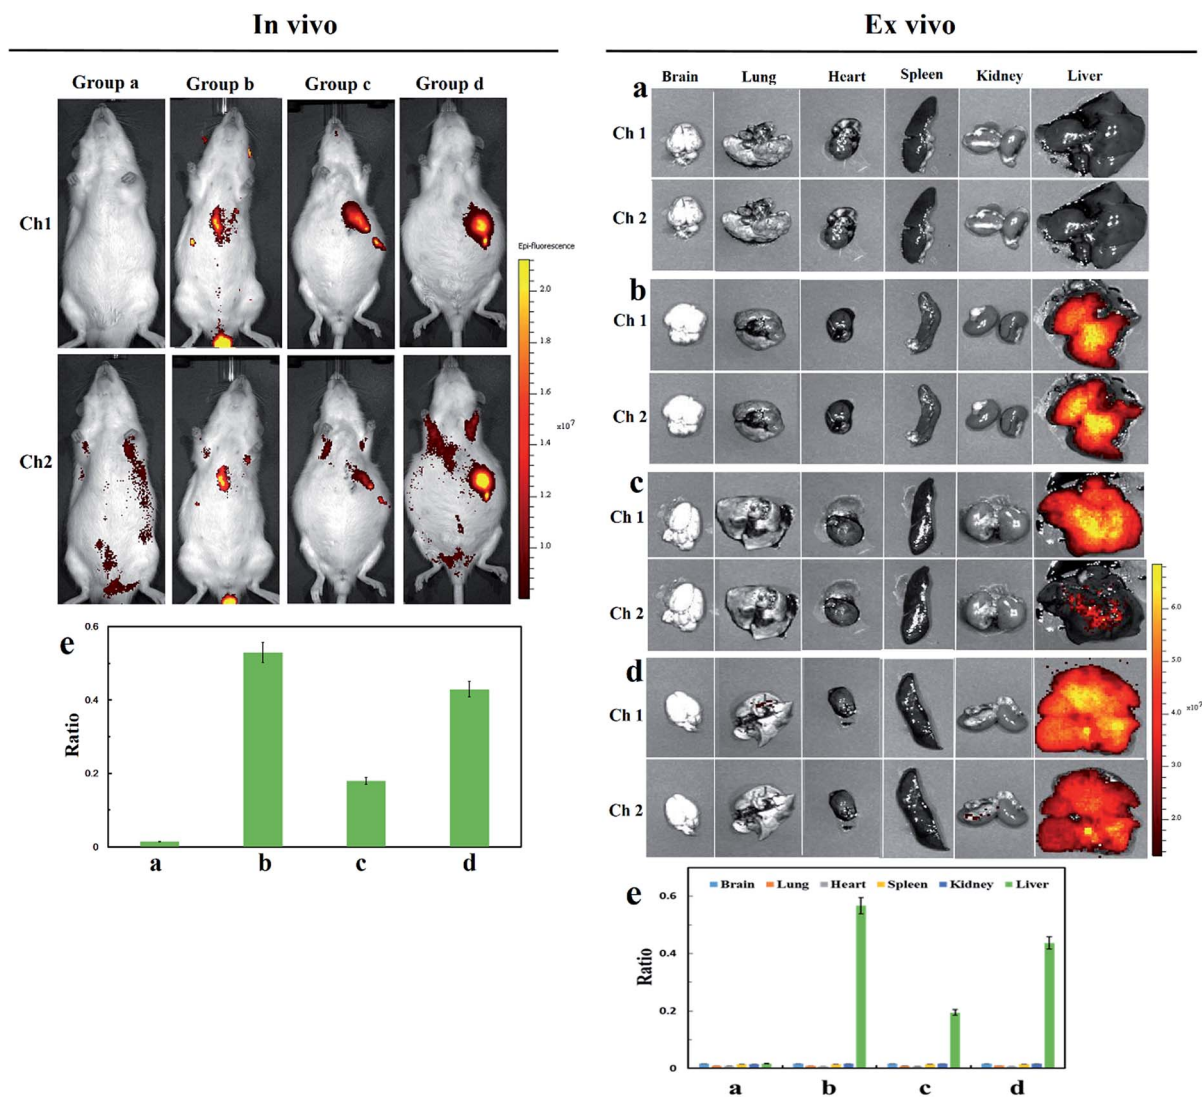 In vivo
Group a Group b Group c Group d
Ch1
Epi-fluorescence
2.0
1.8
1.6
x10⁷
1.4
1.2
1.0
Ch2
e
0.6
0.4
0.2
0
Ratio
a b c d
Ex vivo
Brain Lung Heart Spleen Kidney Liver
a
Ch 1
Ch 2
b
Ch 1
Ch 2
c
Ch 1
Ch 2
d
Ch 1
Ch 2
6.0
5.0
4.0 x10⁷
3.0
2.0
e
Brain Lung Heart Spleen Kidney Liver
0.6
0.4
0.2
0
Ratio
a b c d